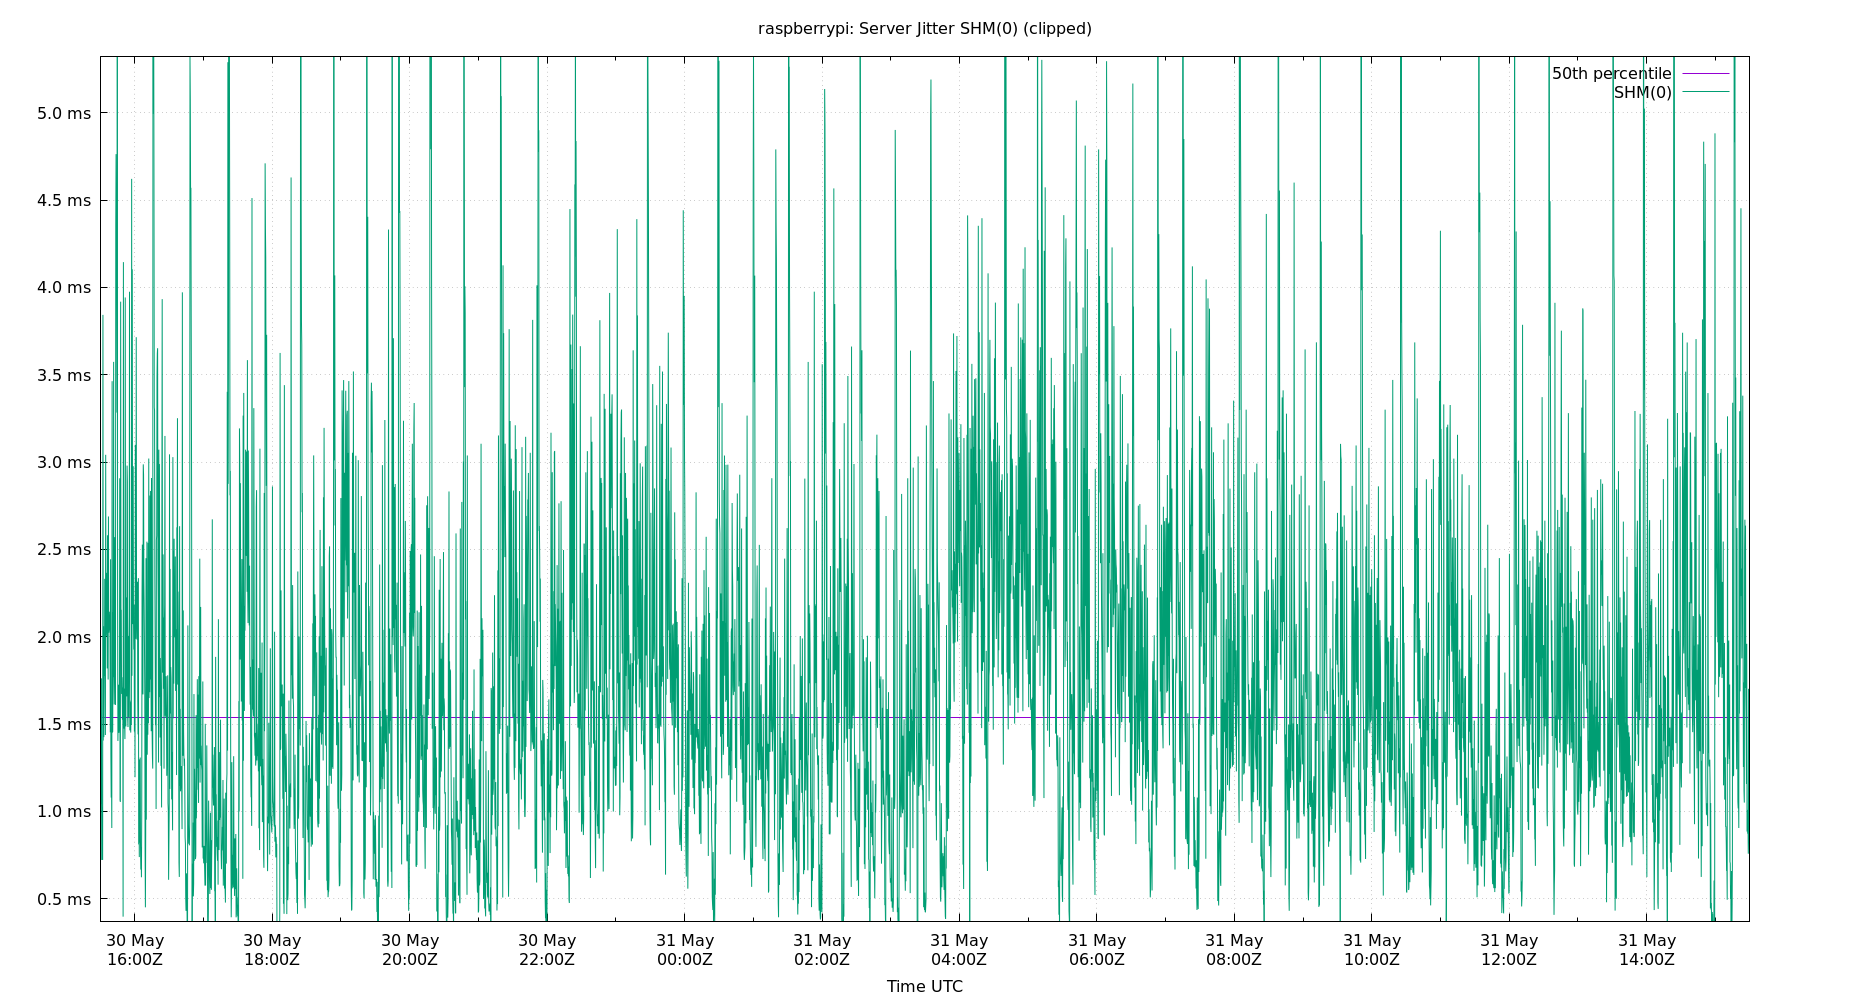 raspberrypi: Server Jitter SHM(0) (clipped)
50th percentile
SHM(0)
5.0 ms
4.5 ms
4.0 ms
3.5 ms
3.0 ms
2.5 ms
2.0 ms
1.5 ms
1.0 ms
0.5 ms
30 May 30 May 30 May 30 May 31 May 31 May 31 May 31 May 31 May 31 May 31 May 31 May
16:00Z 18:00Z 20:00Z 22:00Z 00:00Z 02:00Z 04:00Z 06:00Z 08:00Z 10:00Z 12:00Z 14:00Z
Time UTC